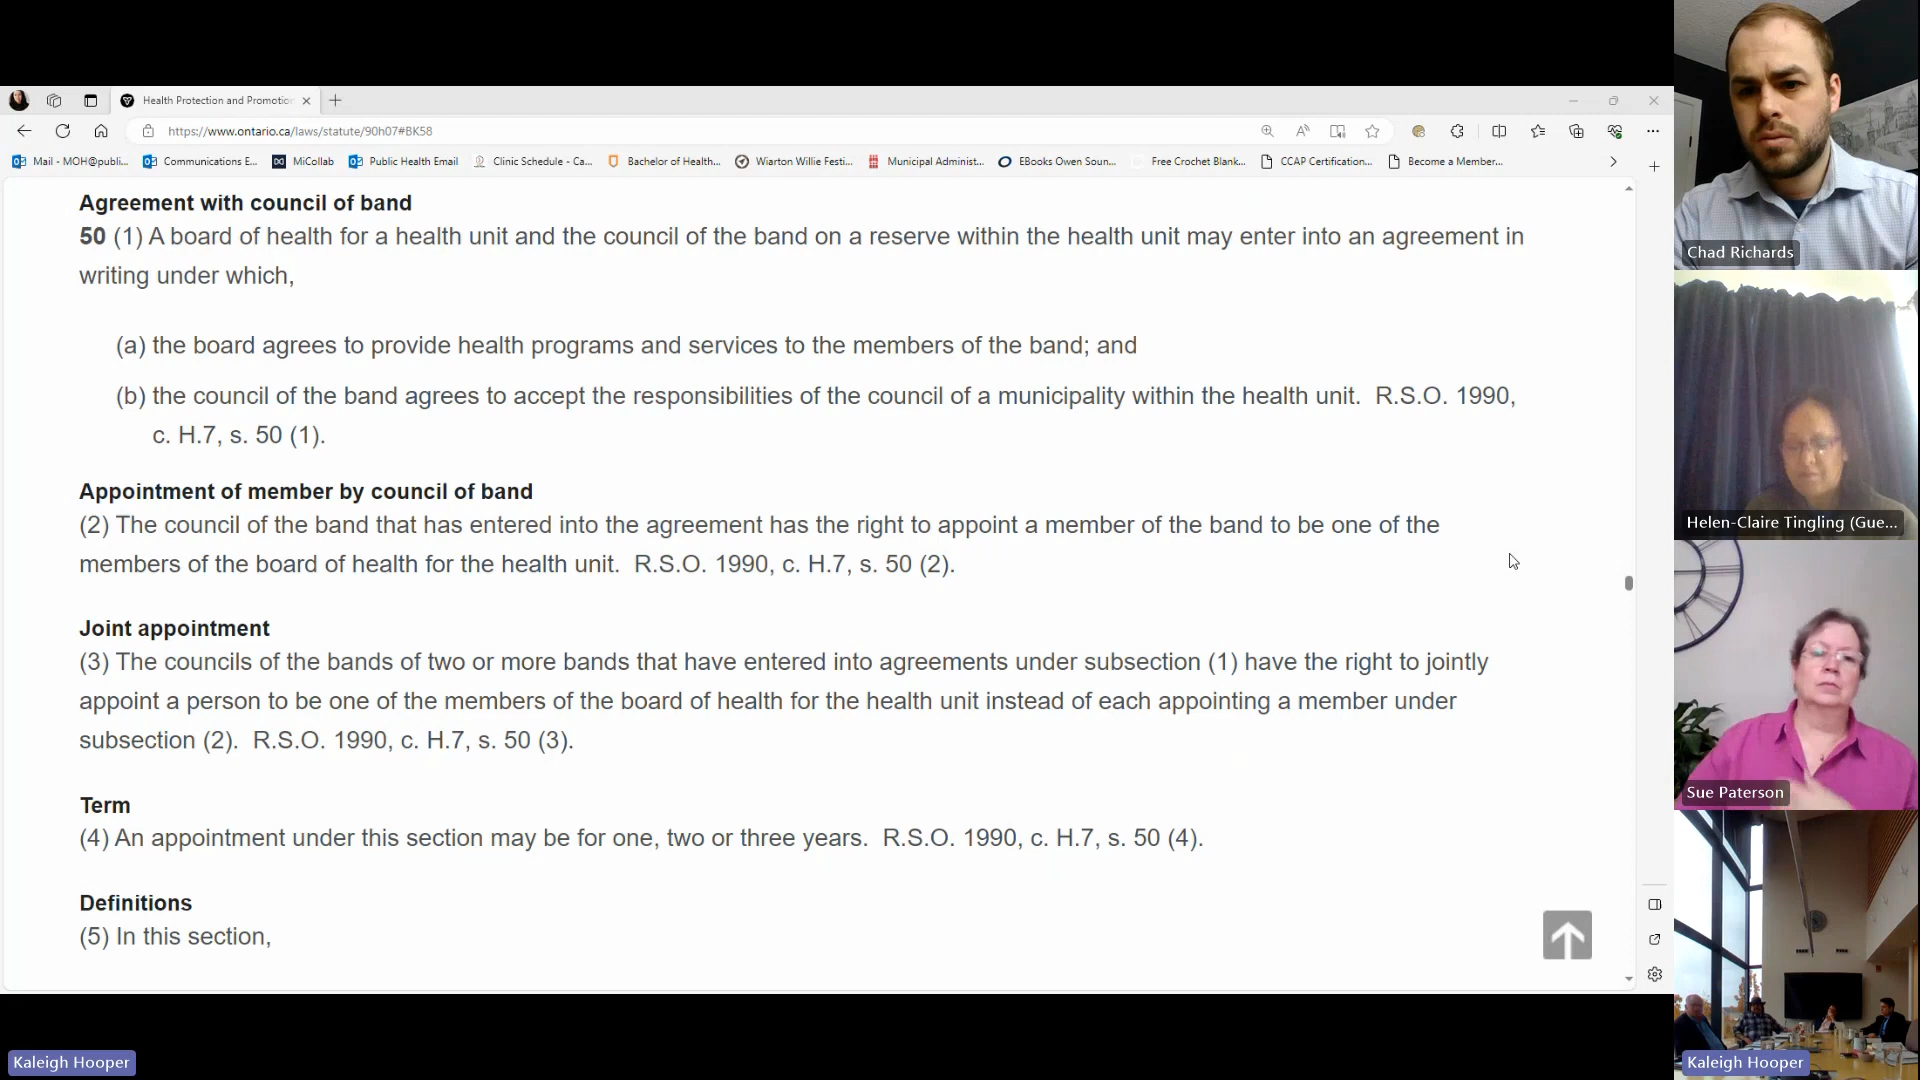 Health Protection and Promotio
https://www.ontario.ca/laws/statute/90h07#BK58
Mail - MOH@publi...
Communications E...
MiCollab
Public Health Email
Clinic Schedule - Ca...
Bachelor of Health...
Wiarton Willie Festi...
Municipal Administ...
EBooks Owen Soun...
Free Crochet Blank...
CCAP Certification...
Become a Member...
Agreement with council of band
50 (1) A board of health for a health unit and the council of the band on a reserve within the health unit may enter into an agreement in
writing under which,
(a) the board agrees to provide health programs and services to the members of the band; and
(b) the council of the band agrees to accept the responsibilities of the council of a municipality within the health unit. R.S.O. 1990,
c. H.7, s. 50 (1).
Appointment of member by council of band
(2) The council of the band that has entered into the agreement has the right to appoint a member of the band to be one of the
members of the board of health for the health unit. R.S.O. 1990, c. H.7, s. 50 (2).
Joint appointment
(3) The councils of the bands of two or more bands that have entered into agreements under subsection (1) have the right to jointly
appoint a person to be one of the members of the board of health for the health unit instead of each appointing a member under
subsection (2). R.S.O. 1990, c. H.7, s. 50 (3).
Term
(4) An appointment under this section may be for one, two or three years. R.S.O. 1990, c. H.7, s. 50 (4).
Definitions
(5) In this section,
Kaleigh Hooper
Chad Richards
Helen-Claire Tingling (Gue...
Sue Paterson
Kaleigh Hooper